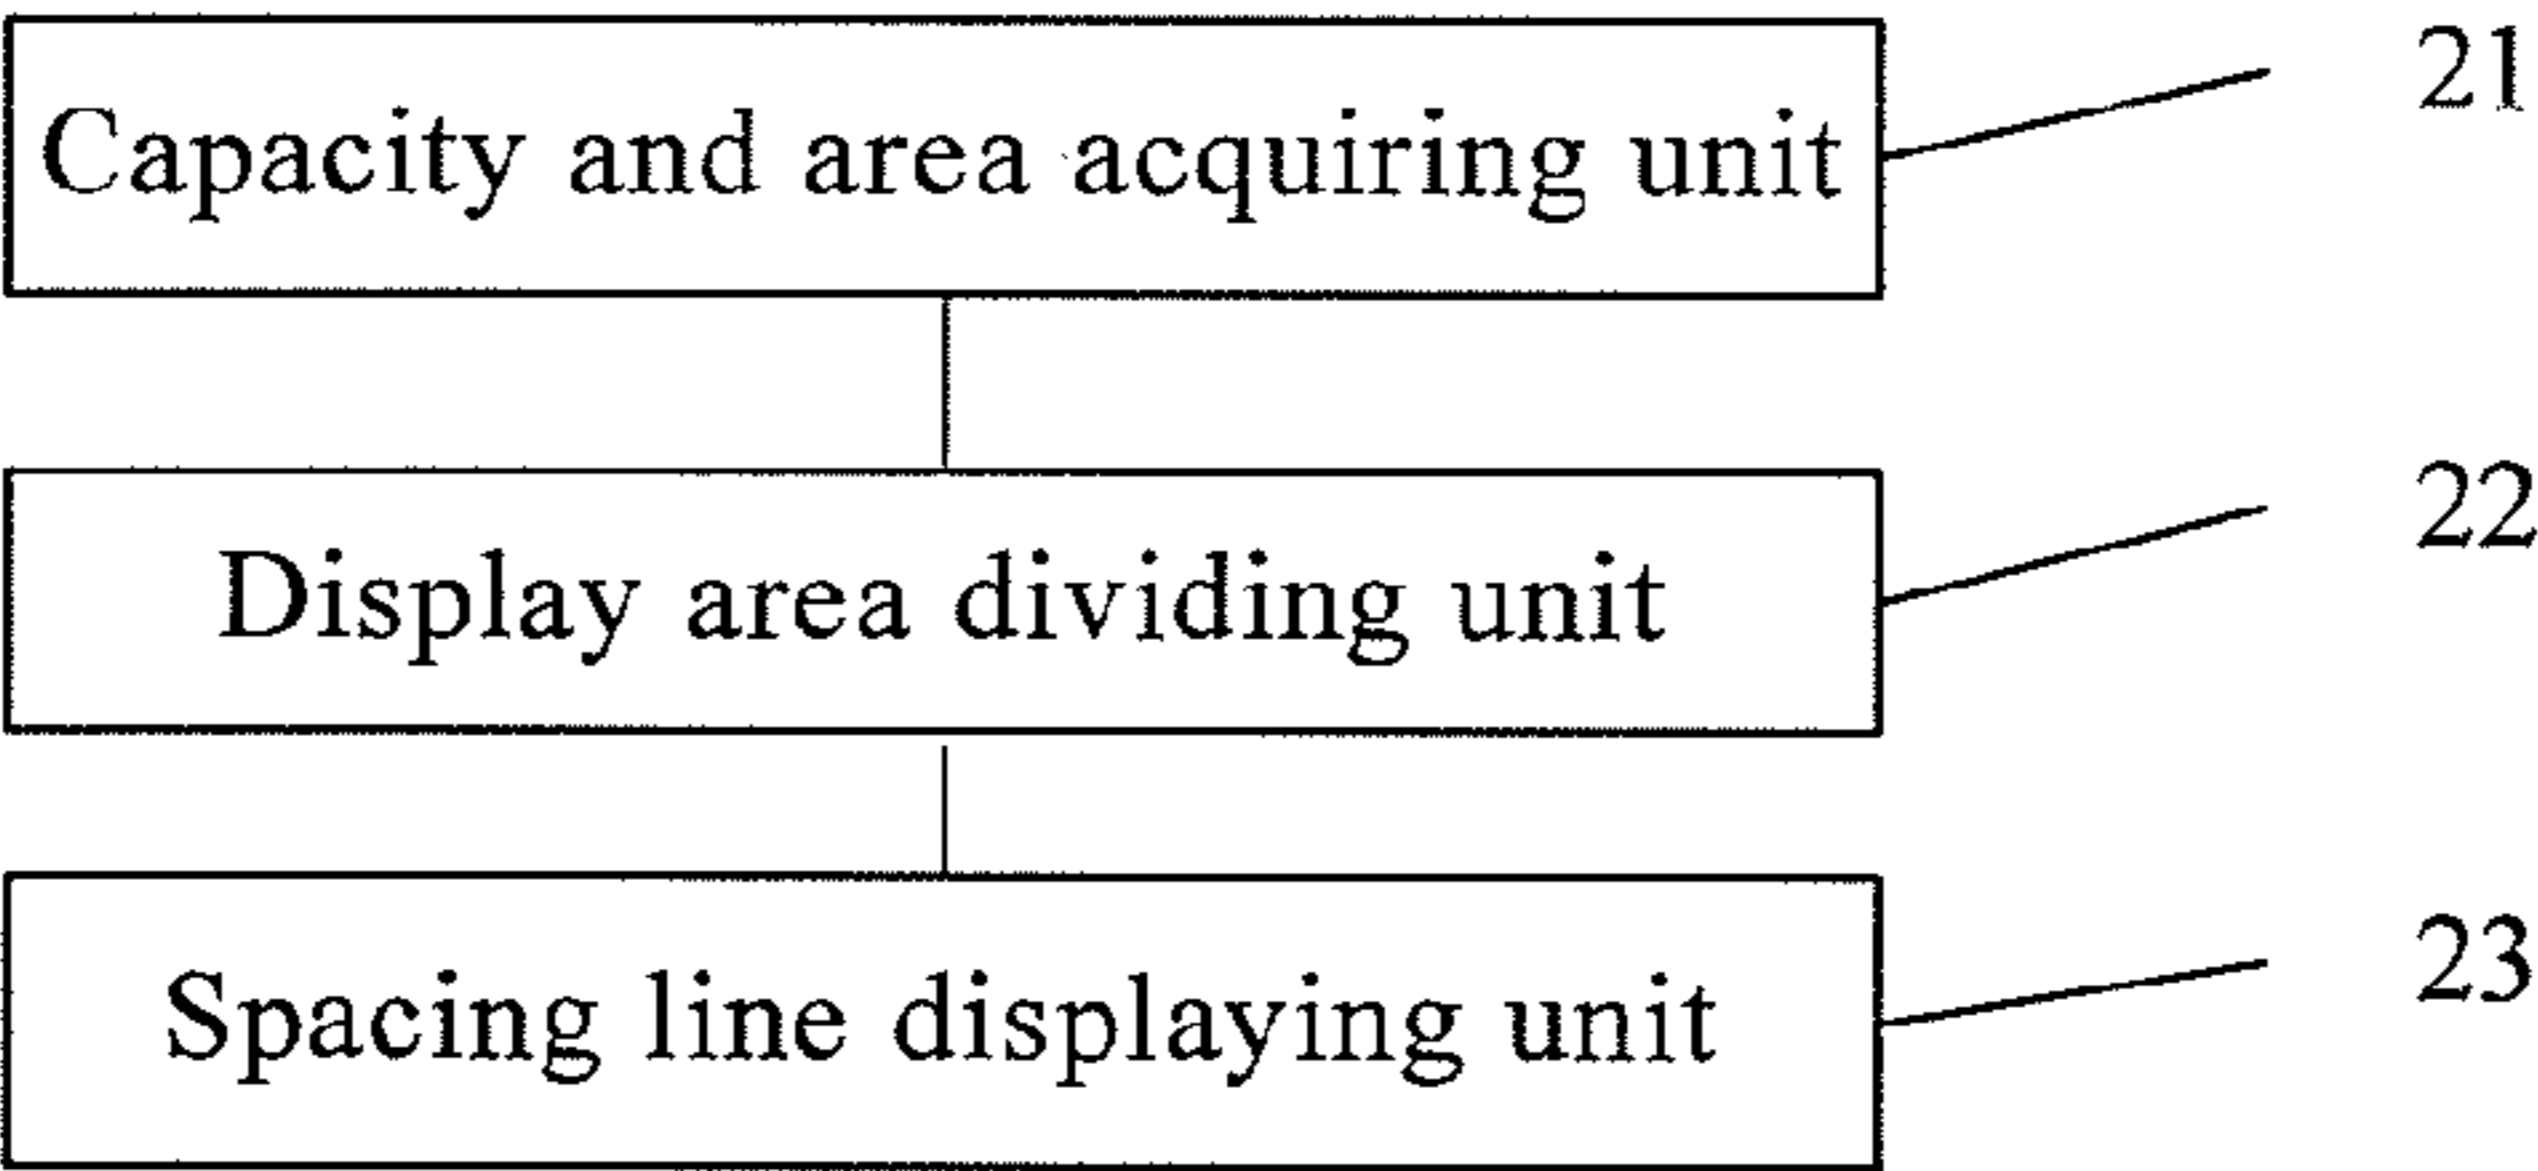 Capacity and area acquiring unit
21
Display area dividing unit
22
Spacing line displaying unit
23